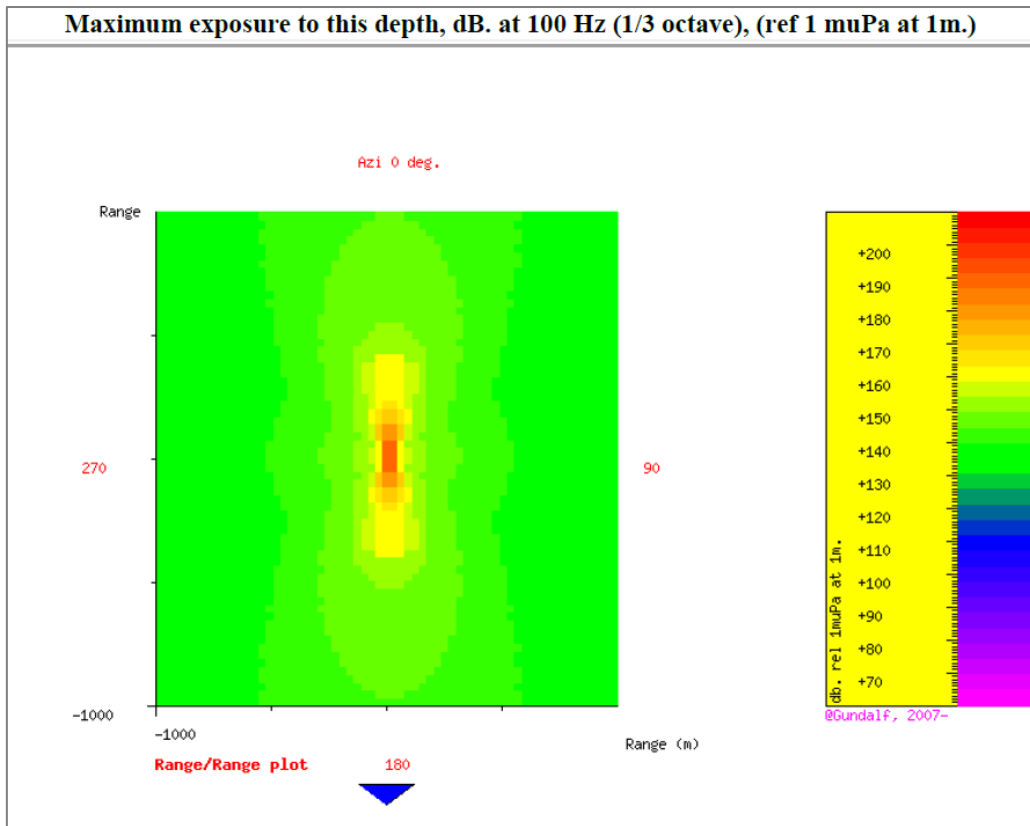 Maximum exposure to this depth, dB. at 100 Hz (1/3 octave), (ref 1 muPa at 1m.)
Azi 0 deg.
Range
270
90
-1000
-1000
Range (m)
Range/Range plot
180
+200
+190
+180
+170
+160
+150
+140
+130
+120
+110
+100
+90
+80
+70
db. rel 1muPa at 1m.
@Gundalf, 2007-